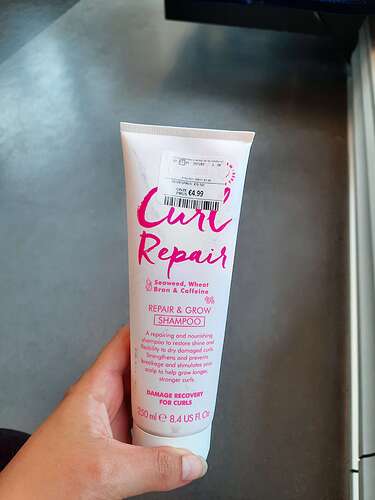 €4.99
Curl
Repair
Seaweed, Wheat
Bran & Caffeine
REPAIR & GROW
SHAMPOO
A repairing and nourishing
shampoo to restore shine and
flexibility to dry damaged curls.
Strengthens and prevents
breakage and stimulates your
scalp to help grow longer,
stronger curls.
DAMAGE RECOVERY
FOR CURLS
250 ml ℮ 8.4 US Fl. Oz